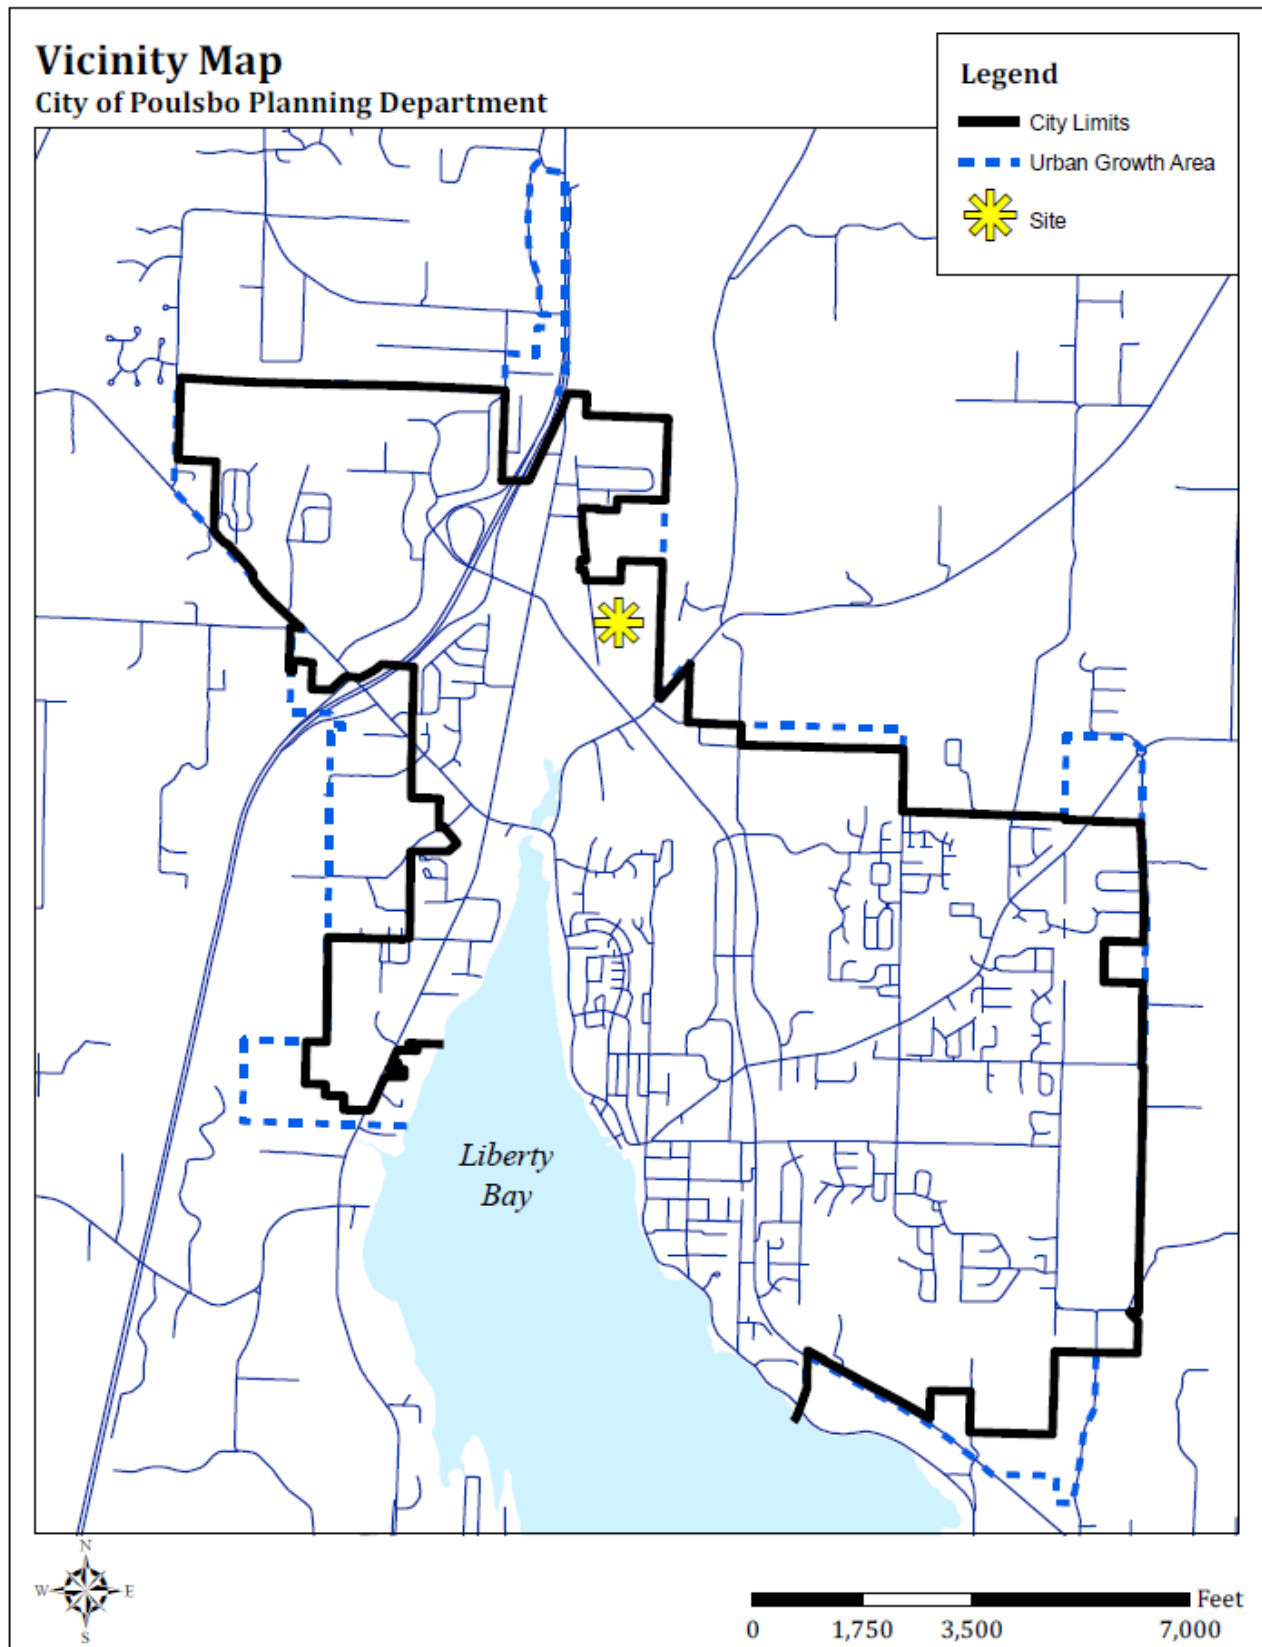 Vicinity Map
City of Poulsbo Planning Department
Legend
City Limits
Urban Growth Area
Site
Liberty
Bay
N
W E
S
Feet
0 1,750 3,500 7,000